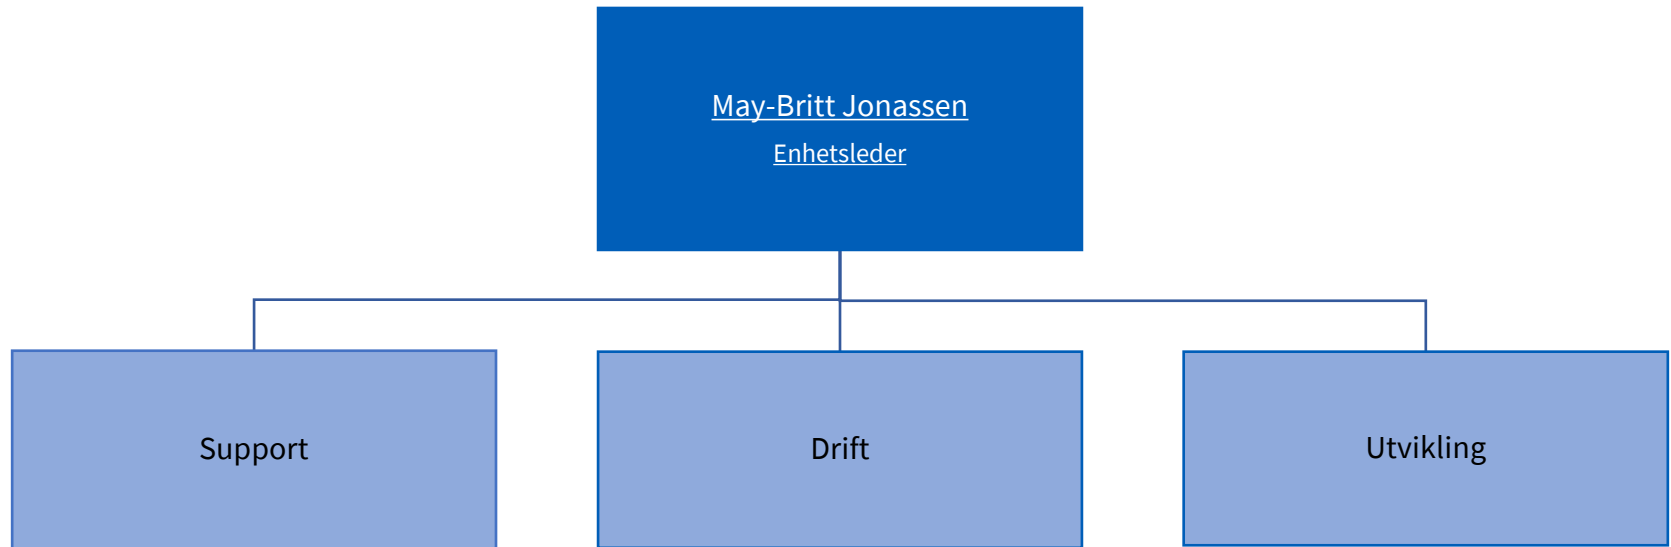 May-Britt Jonassen
Enhetsleder
Support
Drift
Utvikling